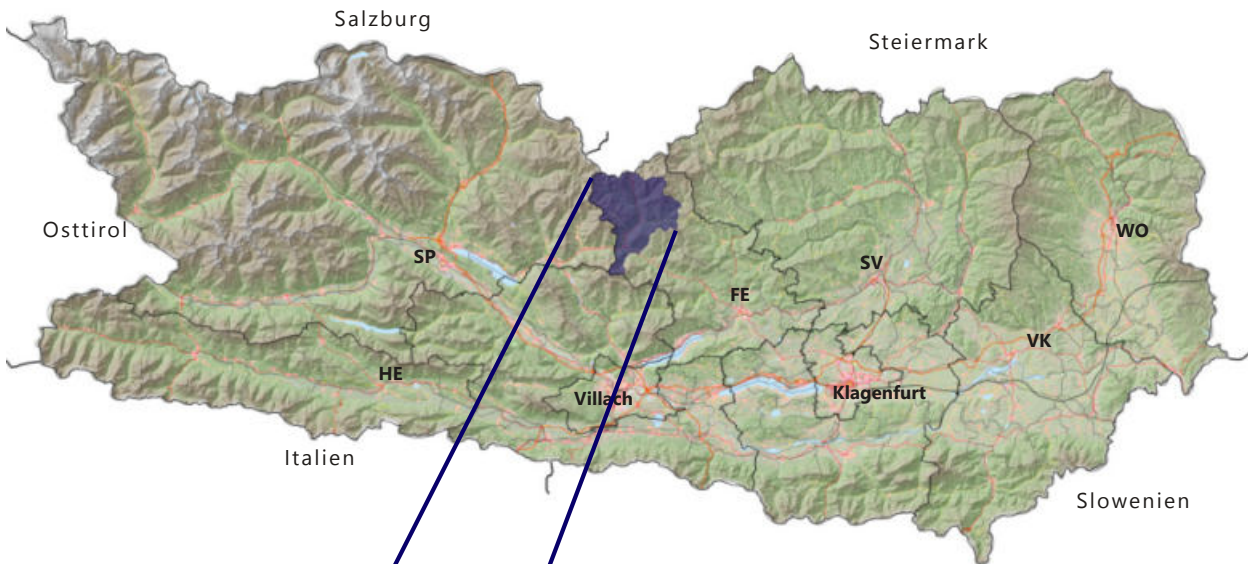 Salzburg
Steiermark
Osttirol
WO
SP
SV
FE
VK
HE
Villach
Klagenfurt
Italien
Slowenien